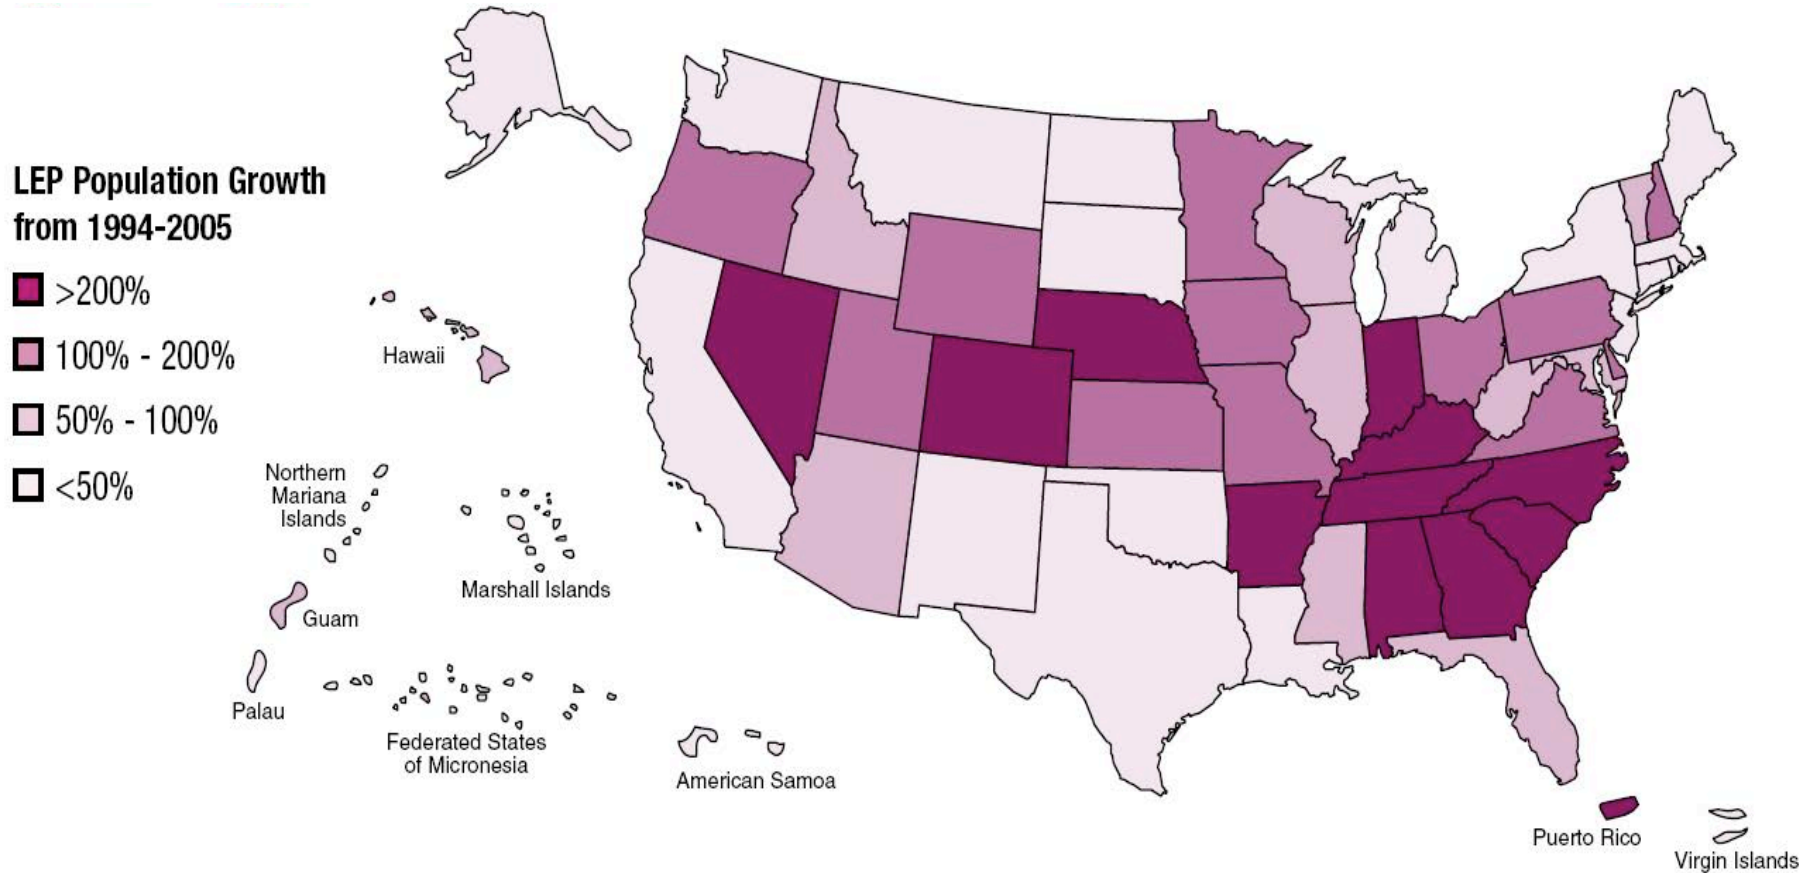 LEP Population Growth
from 1994-2005
>200%
100% - 200%
50% - 100%
<50%
Hawaii
Northern
Mariana
Islands
Marshall Islands
Guam
Palau
Federated States
of Micronesia
American Samoa
Puerto Rico
Virgin Islands